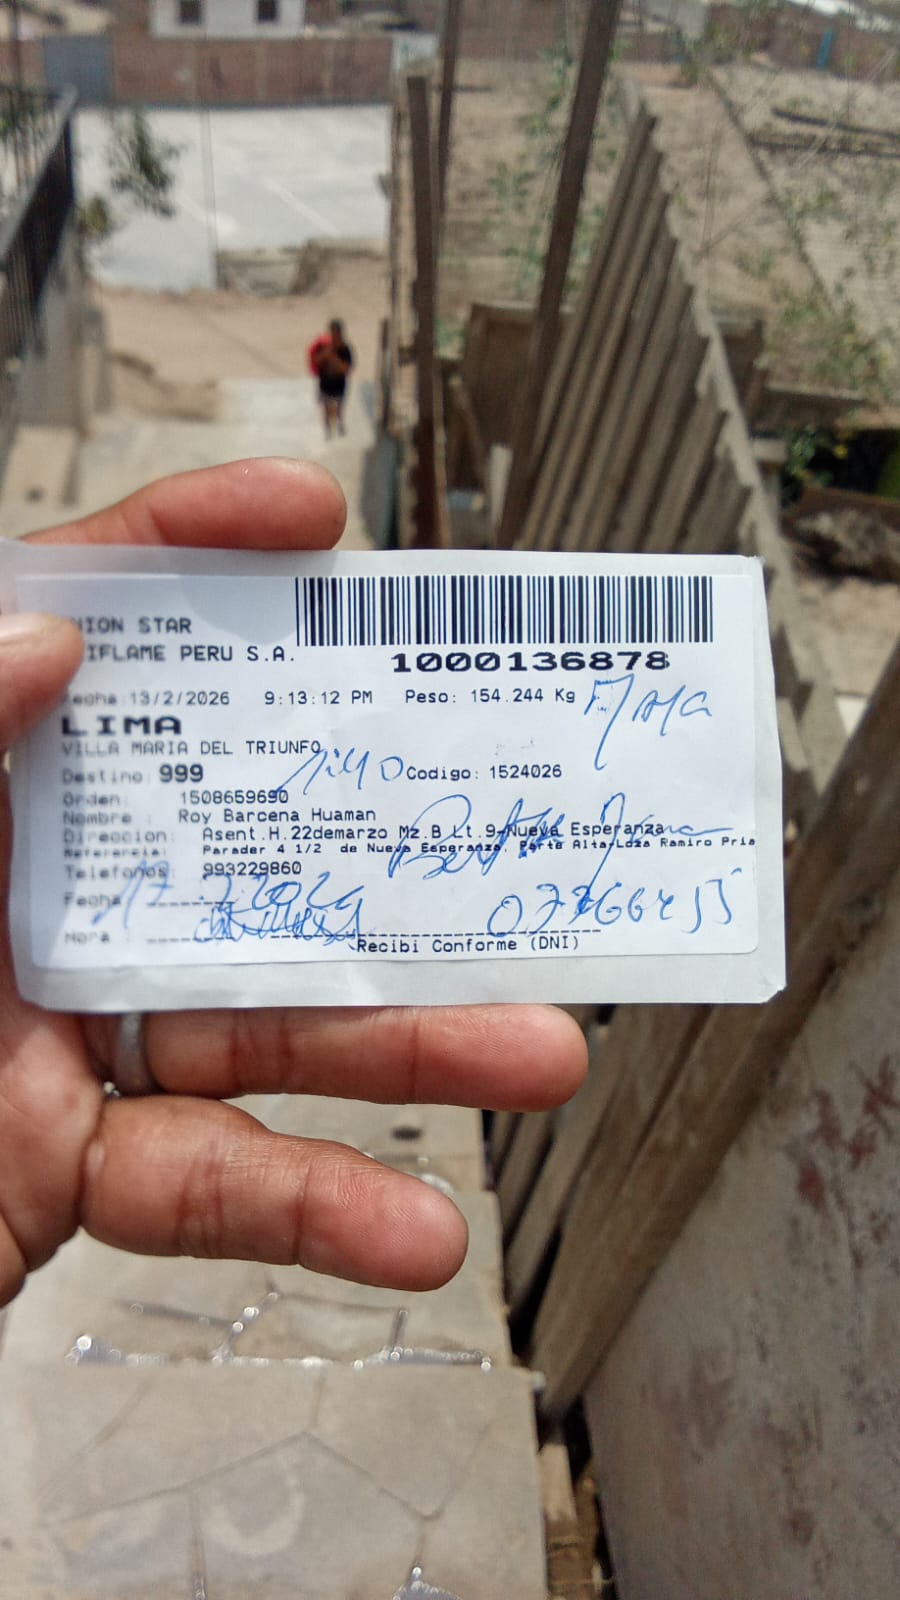 NION STAR
IFLAME PERU S.A.
1000136878
Fecha 13/2/2026 9:13:12 PM Peso: 154.244 Kg
LIMA
VILLA MARIA DEL TRIUNFO
Destino: 999 Codigo: 1524026
Orden: 1508659690
Nombre : Roy Barcena Huaman
Direccion: Asent.H.22demarzo Mz.B Lt.9-Nueva Esperanza
Referencia: Parader 4 1/2 de Nueva Esperanza. Parte Alta-Loza Ramiro Pria
Telefonos: 993229860
Fecha:
Hora :
Recibi Conforme (DNI)